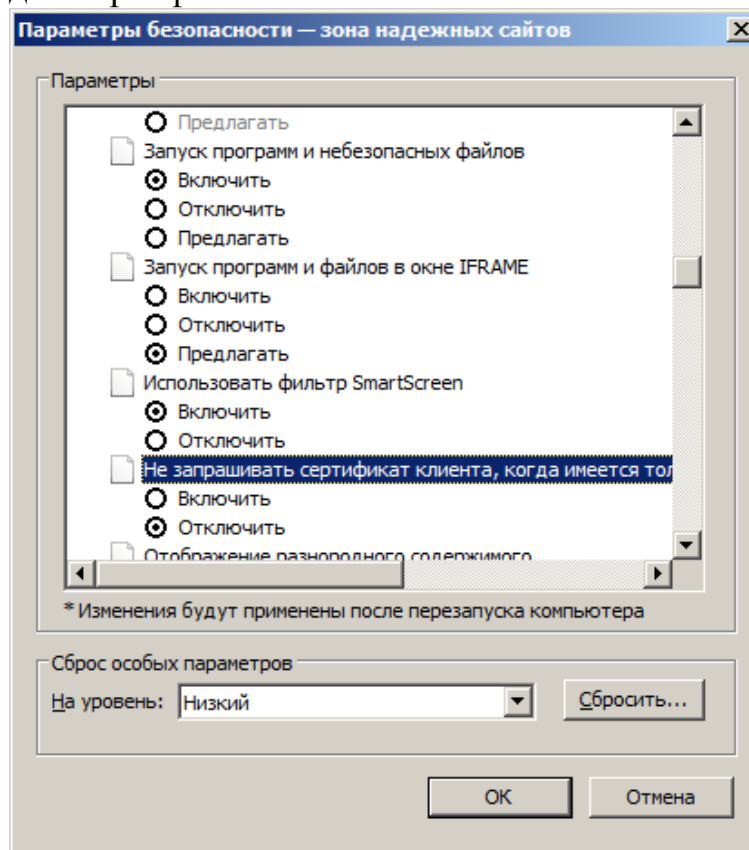 Параметры безопасности — зона надежных сайтов
Параметры
Предлагать
Запуск программ и небезопасных файлов
Включить
Отключить
Предлагать
Запуск программ и файлов в окне IFRAME
Включить
Отключить
Предлагать
Использовать фильтр SmartScreen
Включить
Отключить
Не запрашивать сертификат клиента, когда имеется тол
Включить
Отключить
Отображение разнородного содержимого
* Изменения будут применены после перезапуска компьютера
Сброс особых параметров
На уровень: Низкий Сбросить...
ОК Отмена